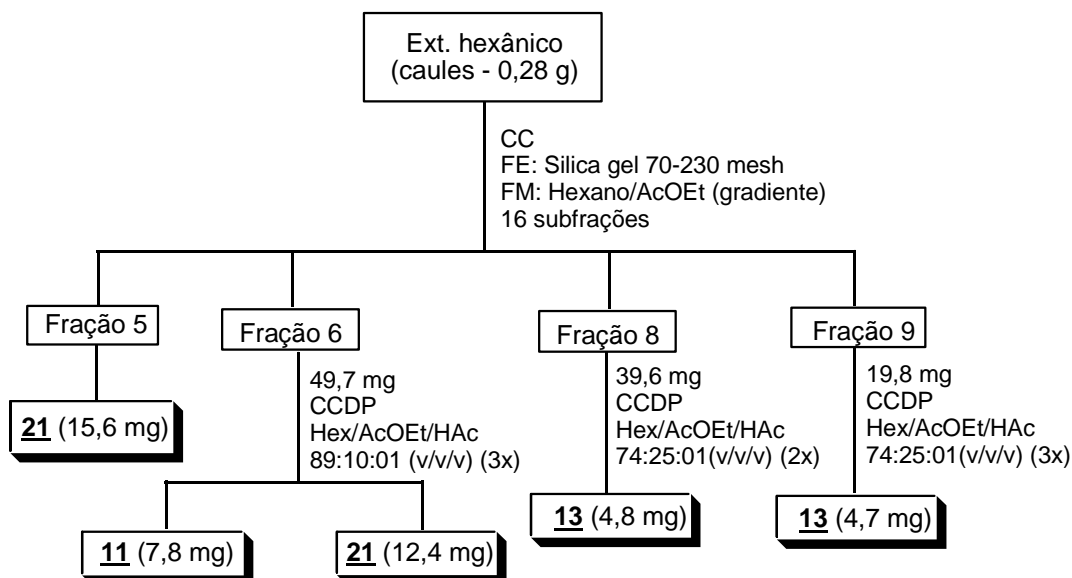 Ext. hexânico
(caules - 0,28 g)
CC
FE: Silica gel 70-230 mesh
FM: Hexano/AcOEt (gradiente)
16 subfrações
Fração 5
Fração 6
Fração 8
Fração 9
21 (15,6 mg)
49,7 mg
CCDP
Hex/AcOEt/HAc
89:10:01 (v/v/v) (3x)
39,6 mg
CCDP
Hex/AcOEt/HAc
74:25:01(v/v/v) (2x)
19,8 mg
CCDP
Hex/AcOEt/HAc
74:25:01(v/v/v) (3x)
11 (7,8 mg)
21 (12,4 mg)
13 (4,8 mg)
13 (4,7 mg)